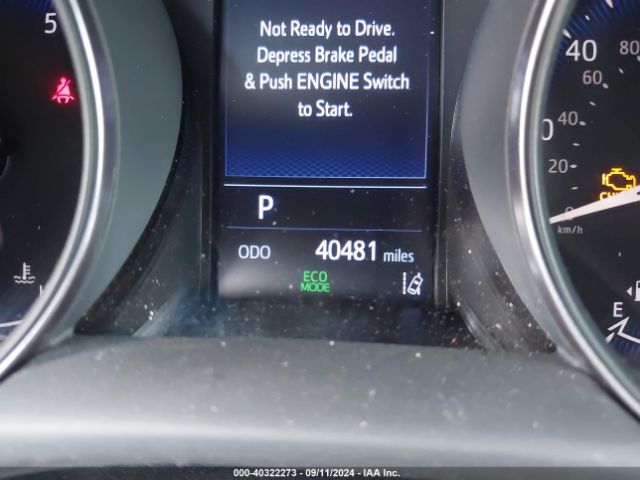 Not Ready to Drive.
Depress Brake Pedal
& Push ENGINE Switch
to Start.
5
40
80
60
40
20
0
km/h
P
ODO 40481 miles
ECO
MODE
E
000-40322273 - 09/11/2024 - IAA Inc.